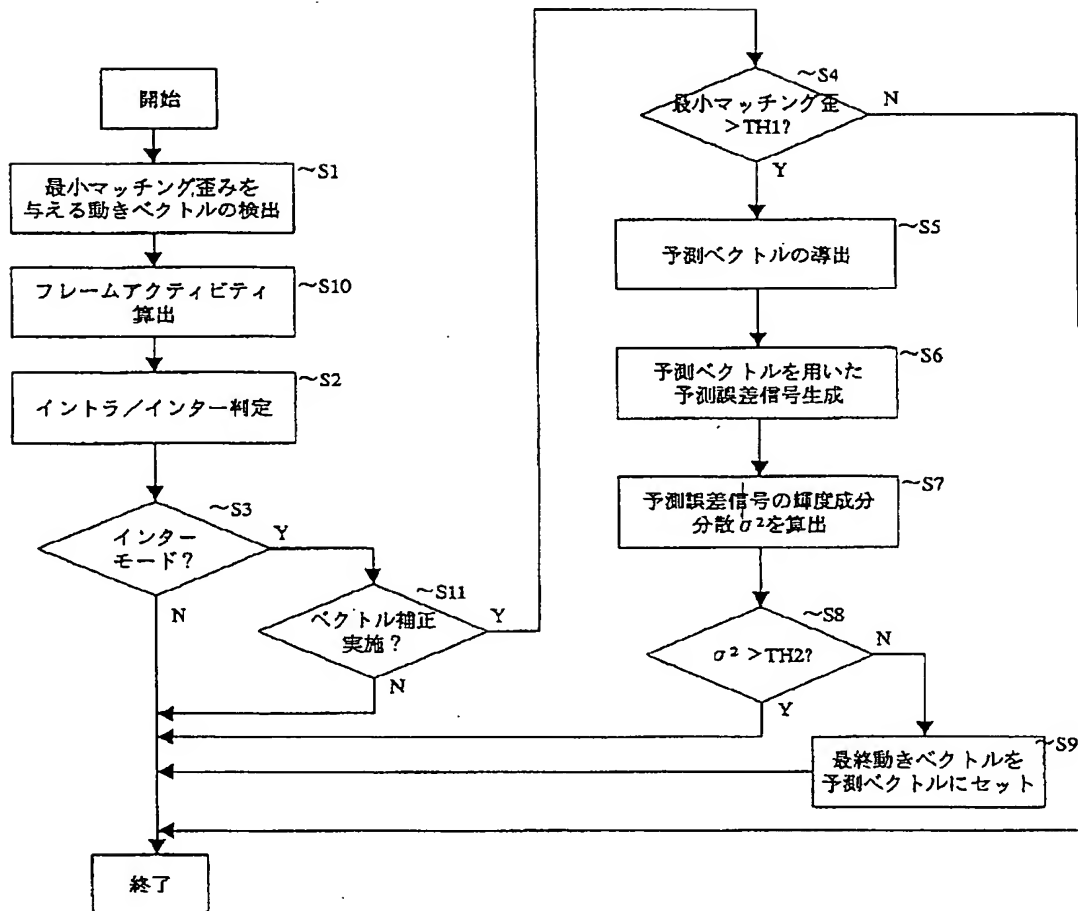 開始
~S1
最小マッチング歪みを
与える動きベクトルの検出
~S10
フレームアクティビティ
算出
~S2
イントラ／インター判定
~S3
インター
モード？
Y
N
~S11
ベクトル補正
実施？
Y
N
終了
~S4
最小マッチング歪
＞TH1?
N
Y
~S5
予測ベクトルの導出
~S6
予測ベクトルを用いた
予測誤差信号生成
~S7
予測誤差信号の輝度成分
分散σ²を算出
~S8
σ²＞TH2?
N
Y
~S9
最終動きベクトルを
予測ベクトルにセット